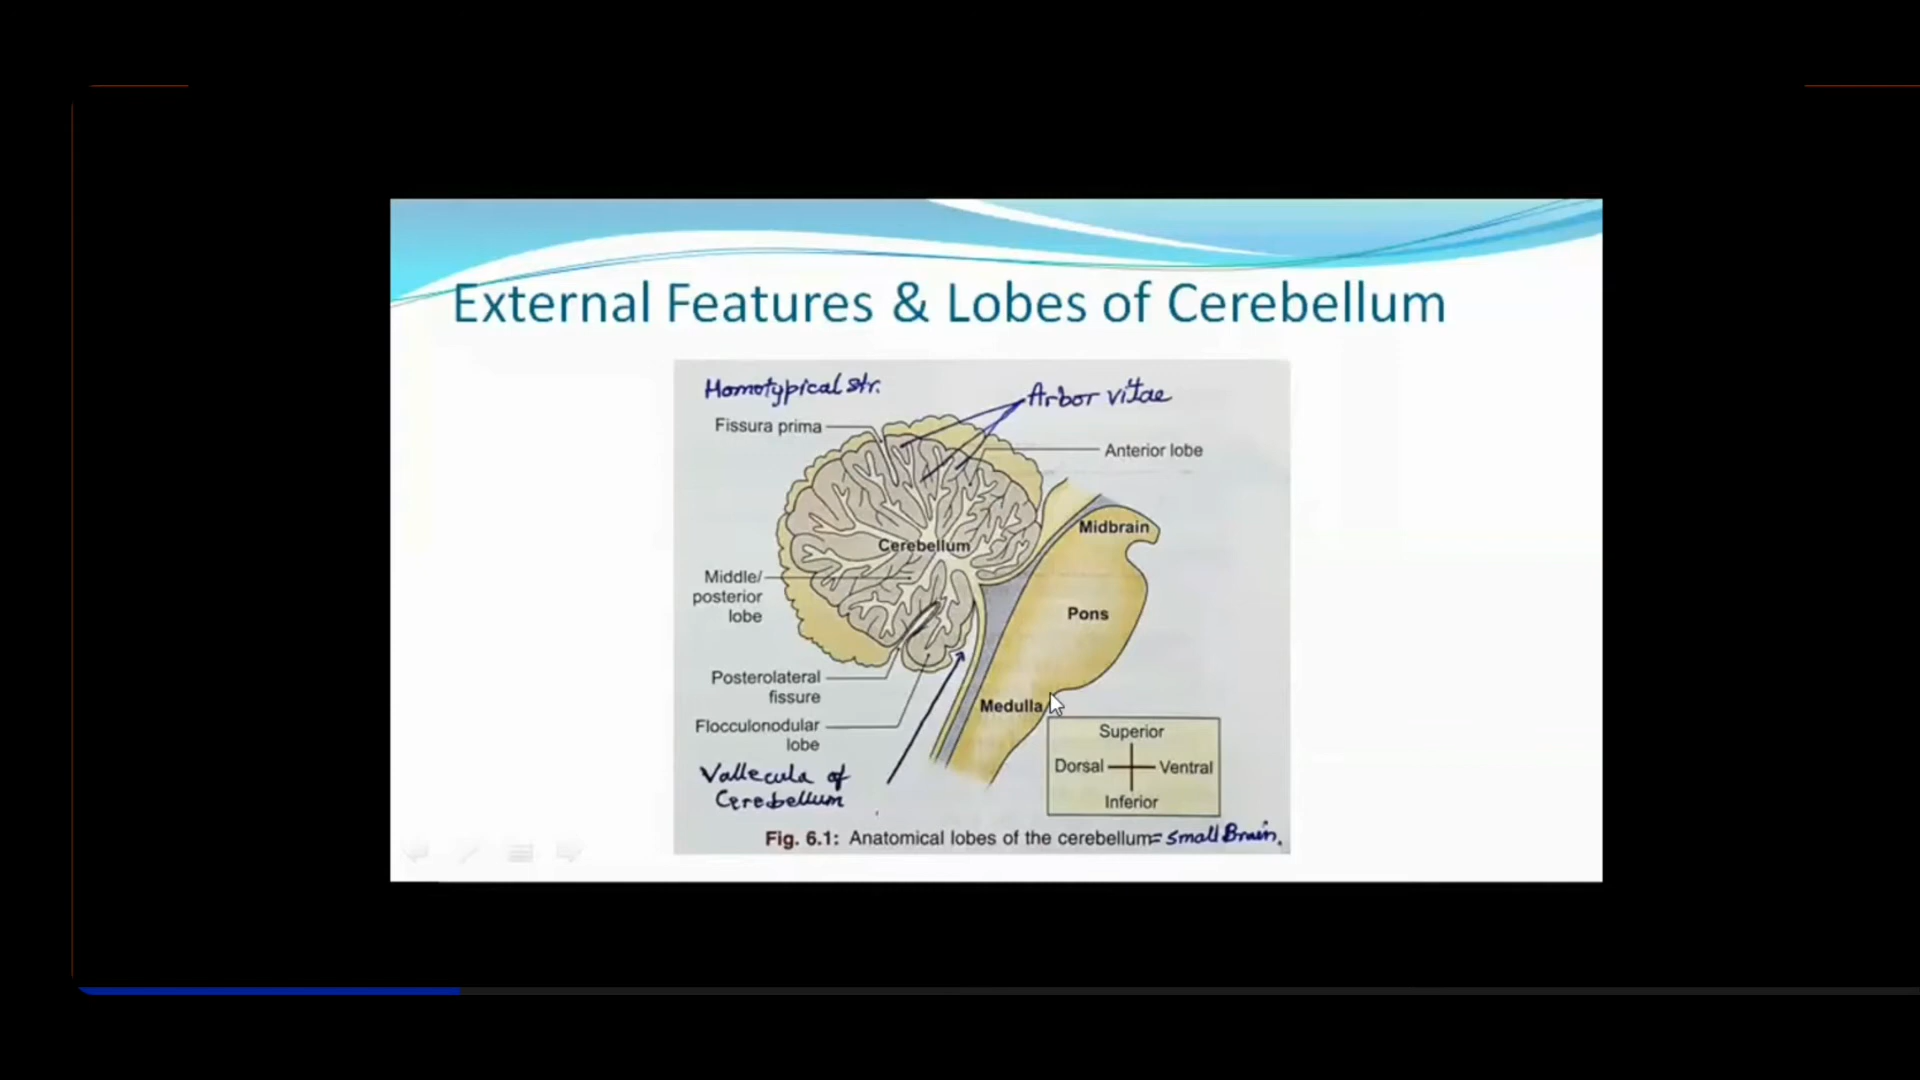 External Features & Lobes of Cerebellum
Homotypical str.
Arbor vitae
Fissura prima
Anterior lobe
Midbrain
Cerebellum
Middle/
posterior
lobe
Pons
Posterolateral
fissure
Medulla
Flocculonodular
lobe
Superior
Dorsal
Ventral
Inferior
Vallecula of
Cerebellum
Fig. 6.1: Anatomical lobes of the cerebellum = Small Brain.